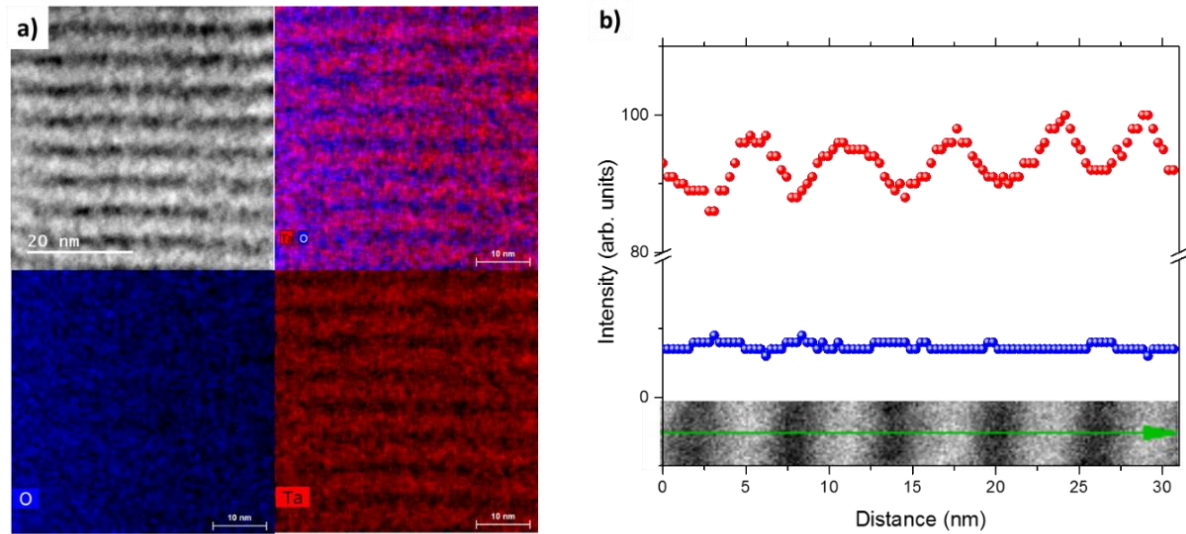 a)
20 nm
Ta O
10 nm
O
10 nm
Ta
10 nm
b)
Intensity (arb. units)
100
80
0
0 5 10 15 20 25 30
Distance (nm)